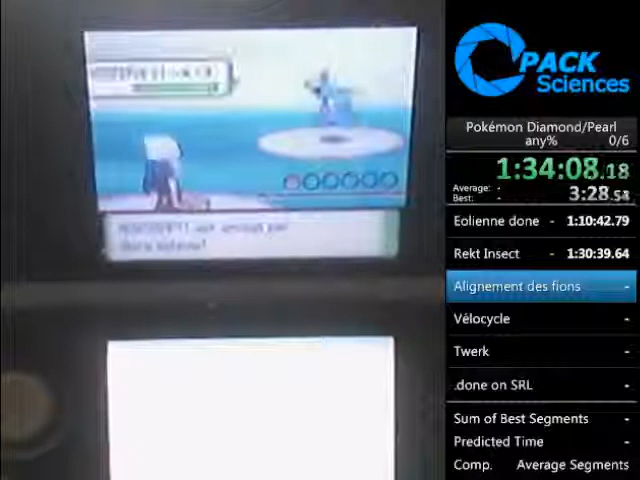 PACK
Sciences
Pokémon Diamond/Pearl
any% 0/6
1:34:08.18
Average: -
Best: - 3:28.54
Eolienne done - 1:10:42.79
Rekt Insect - 1:30:39.64
Alignement des fions -
Vélocycle -
Twerk -
.done on SRL -
Sum of Best Segments -
Predicted Time -
Comp. Average Segments